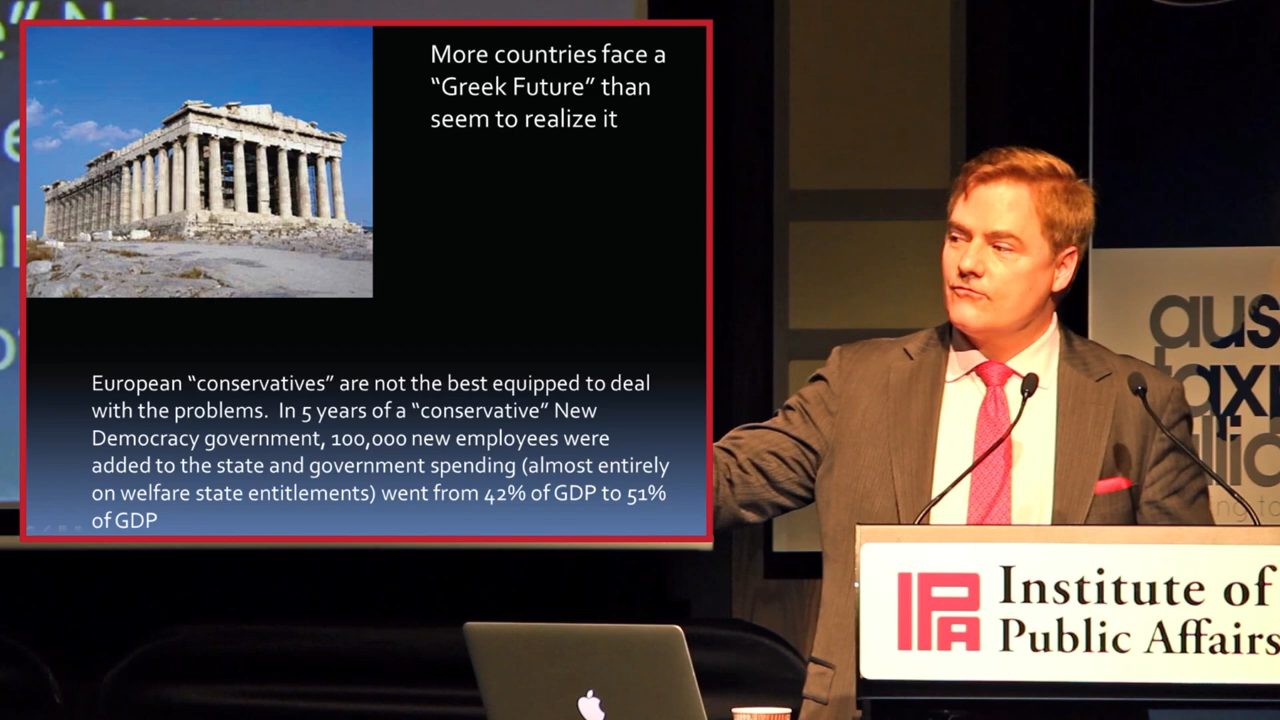 More countries face a
“Greek Future” than
seem to realize it
European “conservatives” are not the best equipped to deal
with the problems. In 5 years of a “conservative” New
Democracy government, 100,000 new employees were
added to the state and government spending (almost entirely
on welfare state entitlements) went from 42% of GDP to 51%
of GDP
aus
taxp
IPA
Institute of
Public Affairs